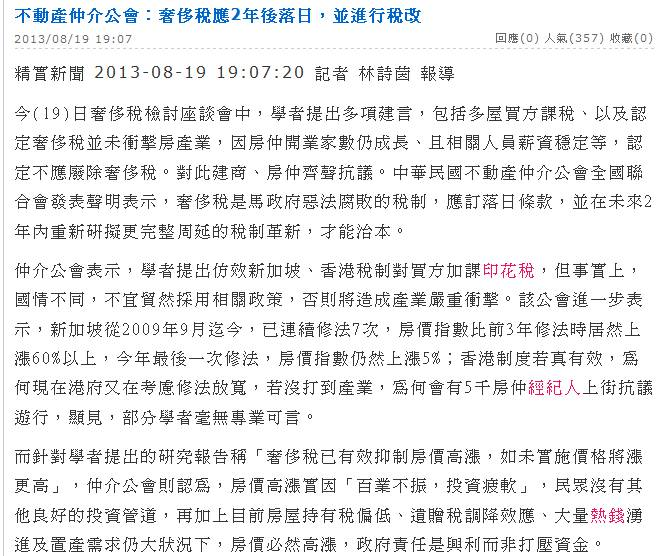 不動產仲介公會：奢侈稅應2年後落日，並進行稅改
2013/08/19 19:07 回應(0) 人氣(357) 收藏(0)
精實新聞 2013-08-19 19:07:20 記者 林詩茵 報導
今(19)日奢侈稅檢討座談會中，學者提出多項建言，包括多屋買方課稅、以及認
定奢侈稅並未衝擊房產業，因房仲開業家數仍成長、且相關人員薪資穩定等，認
定不應廢除奢侈稅。對此建商、房仲齊聲抗議。中華民國不動產仲介公會全國聯
合會發表聲明表示，奢侈稅是馬政府惡法腐敗的稅制，應訂落日條款，並在未來2
年內重新研擬更完整周延的稅制革新，才能治本。
仲介公會表示，學者提出仿效新加坡、香港稅制對買方加課印花稅，但事實上，
國情不同，不宜貿然採用相關政策，否則將造成產業嚴重衝擊。該公會進一步表
示，新加坡從2009年9月迄今，已連續修法7次，房價指數比前3年修法時居然上
漲60%以上，今年最後一次修法，房價指數仍然上漲5%；香港制度若真有效，為
何現在港府又在考慮修法放寬，若沒打到產業，為何會有5千房仲經紀人上街抗議
遊行，顯見，部分學者毫無專業可言。
而針對學者提出的研究報告稱「奢侈稅已有效抑制房價高漲，如未實施價格將漲
更高」，仲介公會則認為，房價高漲實因「百業不振，投資疲軟」，民眾沒有其
他良好的投資管道，再加上目前房屋持有稅偏低、遺贈稅調降效應、大量熱錢湧
進及置產需求仍大狀況下，房價必然高漲，政府責任是興利而非打壓資金。